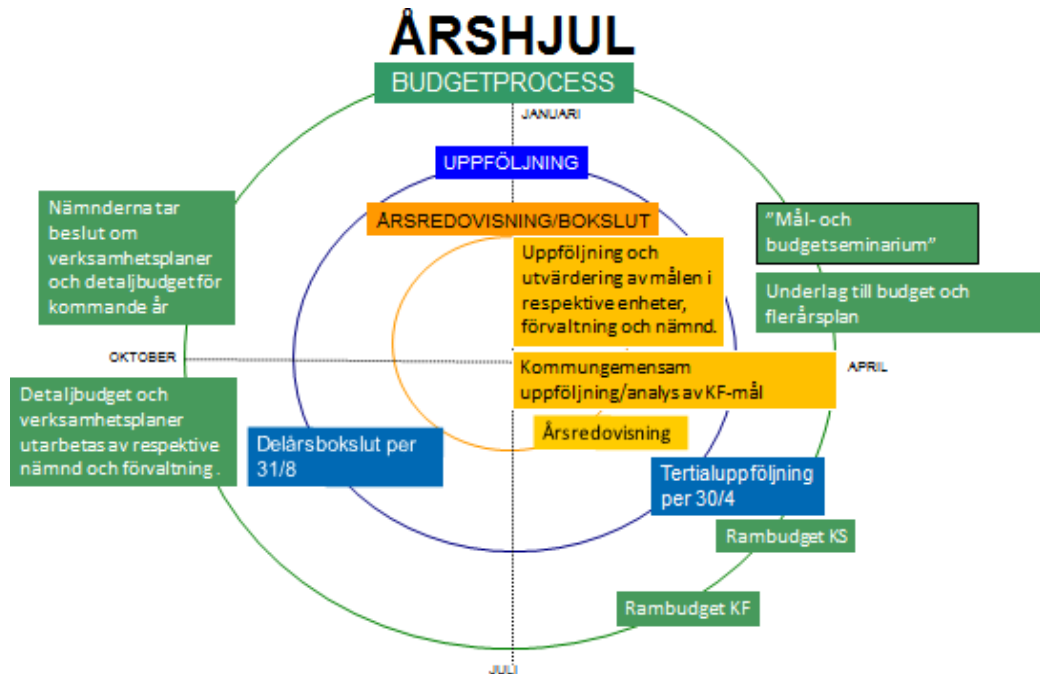 ÅRSHJUL
BUDGETPROCESS
JANUARI
UPPFÖLJNING
ÅRSREDOVISNING/BOKSLUT
Nämnderna tar
beslut om
verksamhetsplaner
och detaljbudget för
kommande år
"Mål- och
budgetseminarium"
Uppföljning och
utvärdering av målen i
respektive enheter,
förvaltning och nämnd.
Underlag till budget och
flerårsplan
OKTOBER
APRIL
Kommungemensam
uppföljning/analys av KF-mål
Detaljbudget och
verksamhetsplaner
utarbetas av respektive
nämnd och förvaltning.
Årsredovisning
Delårsbokslut per
31/8
Tertialuppföljning
per 30/4
Rambudget KS
Rambudget KF
JULI